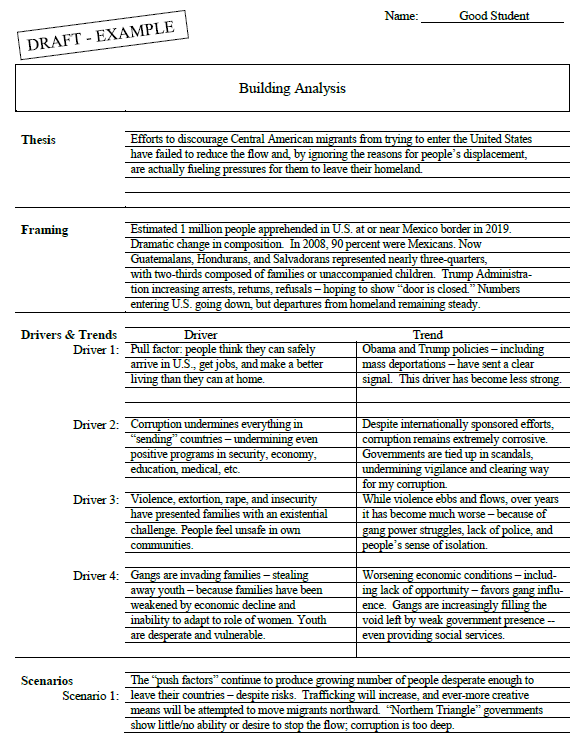 Name: Good Student
DRAFT - EXAMPLE
Building Analysis
Thesis
Efforts to discourage Central American migrants from trying to enter the United States
have failed to reduce the flow and, by ignoring the reasons for people's displacement,
are actually fueling pressures for them to leave their homeland.
Framing
Estimated 1 million people apprehended in U.S. at or near Mexico border in 2019.
Dramatic change in composition. In 2008, 90 percent were Mexicans. Now
Guatemalans, Hondurans, and Salvadorans represented nearly three-quarters,
with two-thirds composed of families or unaccompanied children. Trump Administra-
tion increasing arrests, returns, refusals – hoping to show "door is closed." Numbers
entering U.S. going down, but departures from homeland remaining steady.
Drivers & Trends
Driver
Trend
Driver 1:
Pull factor: people think they can safely
arrive in U.S., get jobs, and make a better
living than they can at home.
Obama and Trump policies – including
mass deportations – have sent a clear
signal. This driver has become less strong.
Driver 2:
Corruption undermines everything in
"sending" countries – undermining even
positive programs in security, economy,
education, medical, etc.
Despite internationally sponsored efforts,
corruption remains extremely corrosive.
Governments are tied up in scandals,
undermining vigilance and clearing way
for my corruption.
Driver 3:
Violence, extortion, rape, and insecurity
have presented families with an existential
challenge. People feel unsafe in own
communities.
While violence ebbs and flows, over years
it has become much worse – because of
gang power struggles, lack of police, and
people's sense of isolation.
Driver 4:
Gangs are invading families – stealing
away youth – because families have been
weakened by economic decline and
inability to adapt to role of women. Youth
are desperate and vulnerable.
Worsening economic conditions – includ-
ing lack of opportunity – favors gang influ-
ence. Gangs are increasingly filling the
void left by weak government presence --
even providing social services.
Scenarios
Scenario 1:
The "push factors" continue to produce growing number of people desperate enough to
leave their countries – despite risks. Trafficking will increase, and ever-more creative
means will be attempted to move migrants northward. "Northern Triangle" governments
show little/no ability or desire to stop the flow; corruption is too deep.